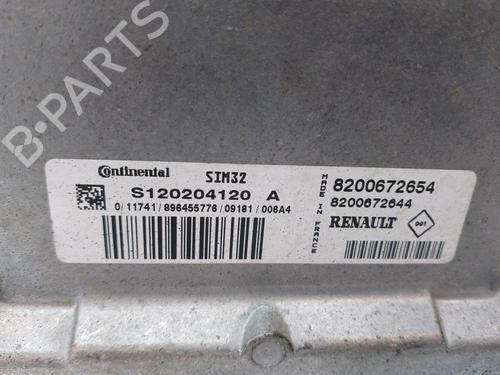 B-PARTS
Continental SIM32
S120204120 A
0/11741/896455776/09181/006A4
MADE IN FRANCE
8200672654
8200672644
RENAULT
001